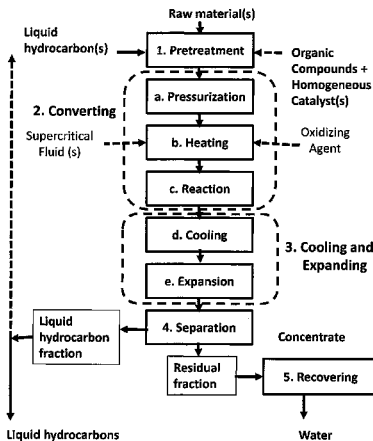 Raw material(s)
Liquid
hydrocarbon(s)
1. Pretreatment
Organic
Compounds +
Homogeneous
Catalyst(s)
a. Pressurization
2. Converting
Supercritical
Fluid (s)
b. Heating
Oxidizing
Agent
c. Reaction
d. Cooling
3. Cooling and
Expanding
e. Expansion
Liquid
hydrocarbon
fraction
4. Separation
Concentrate
Residual
fraction
5. Recovering
Liquid hydrocarbons
Water